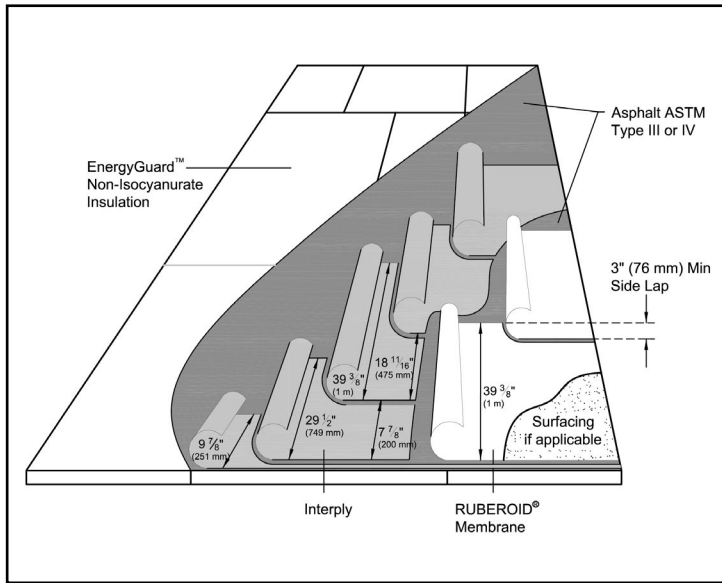 Asphalt ASTM
Type III or IV
EnergyGuard™
Non-Isocyanurate
Insulation
3" (76 mm) Min
Side Lap
18 11/16"
(475 mm)
39 3/8"
(1 m)
39 3/8"
(1 m)
29 1/2"
(749 mm)
7 7/8"
(200 mm)
9 7/8"
(251 mm)
Surfacing
if applicable
Interply
RUBEROID®
Membrane